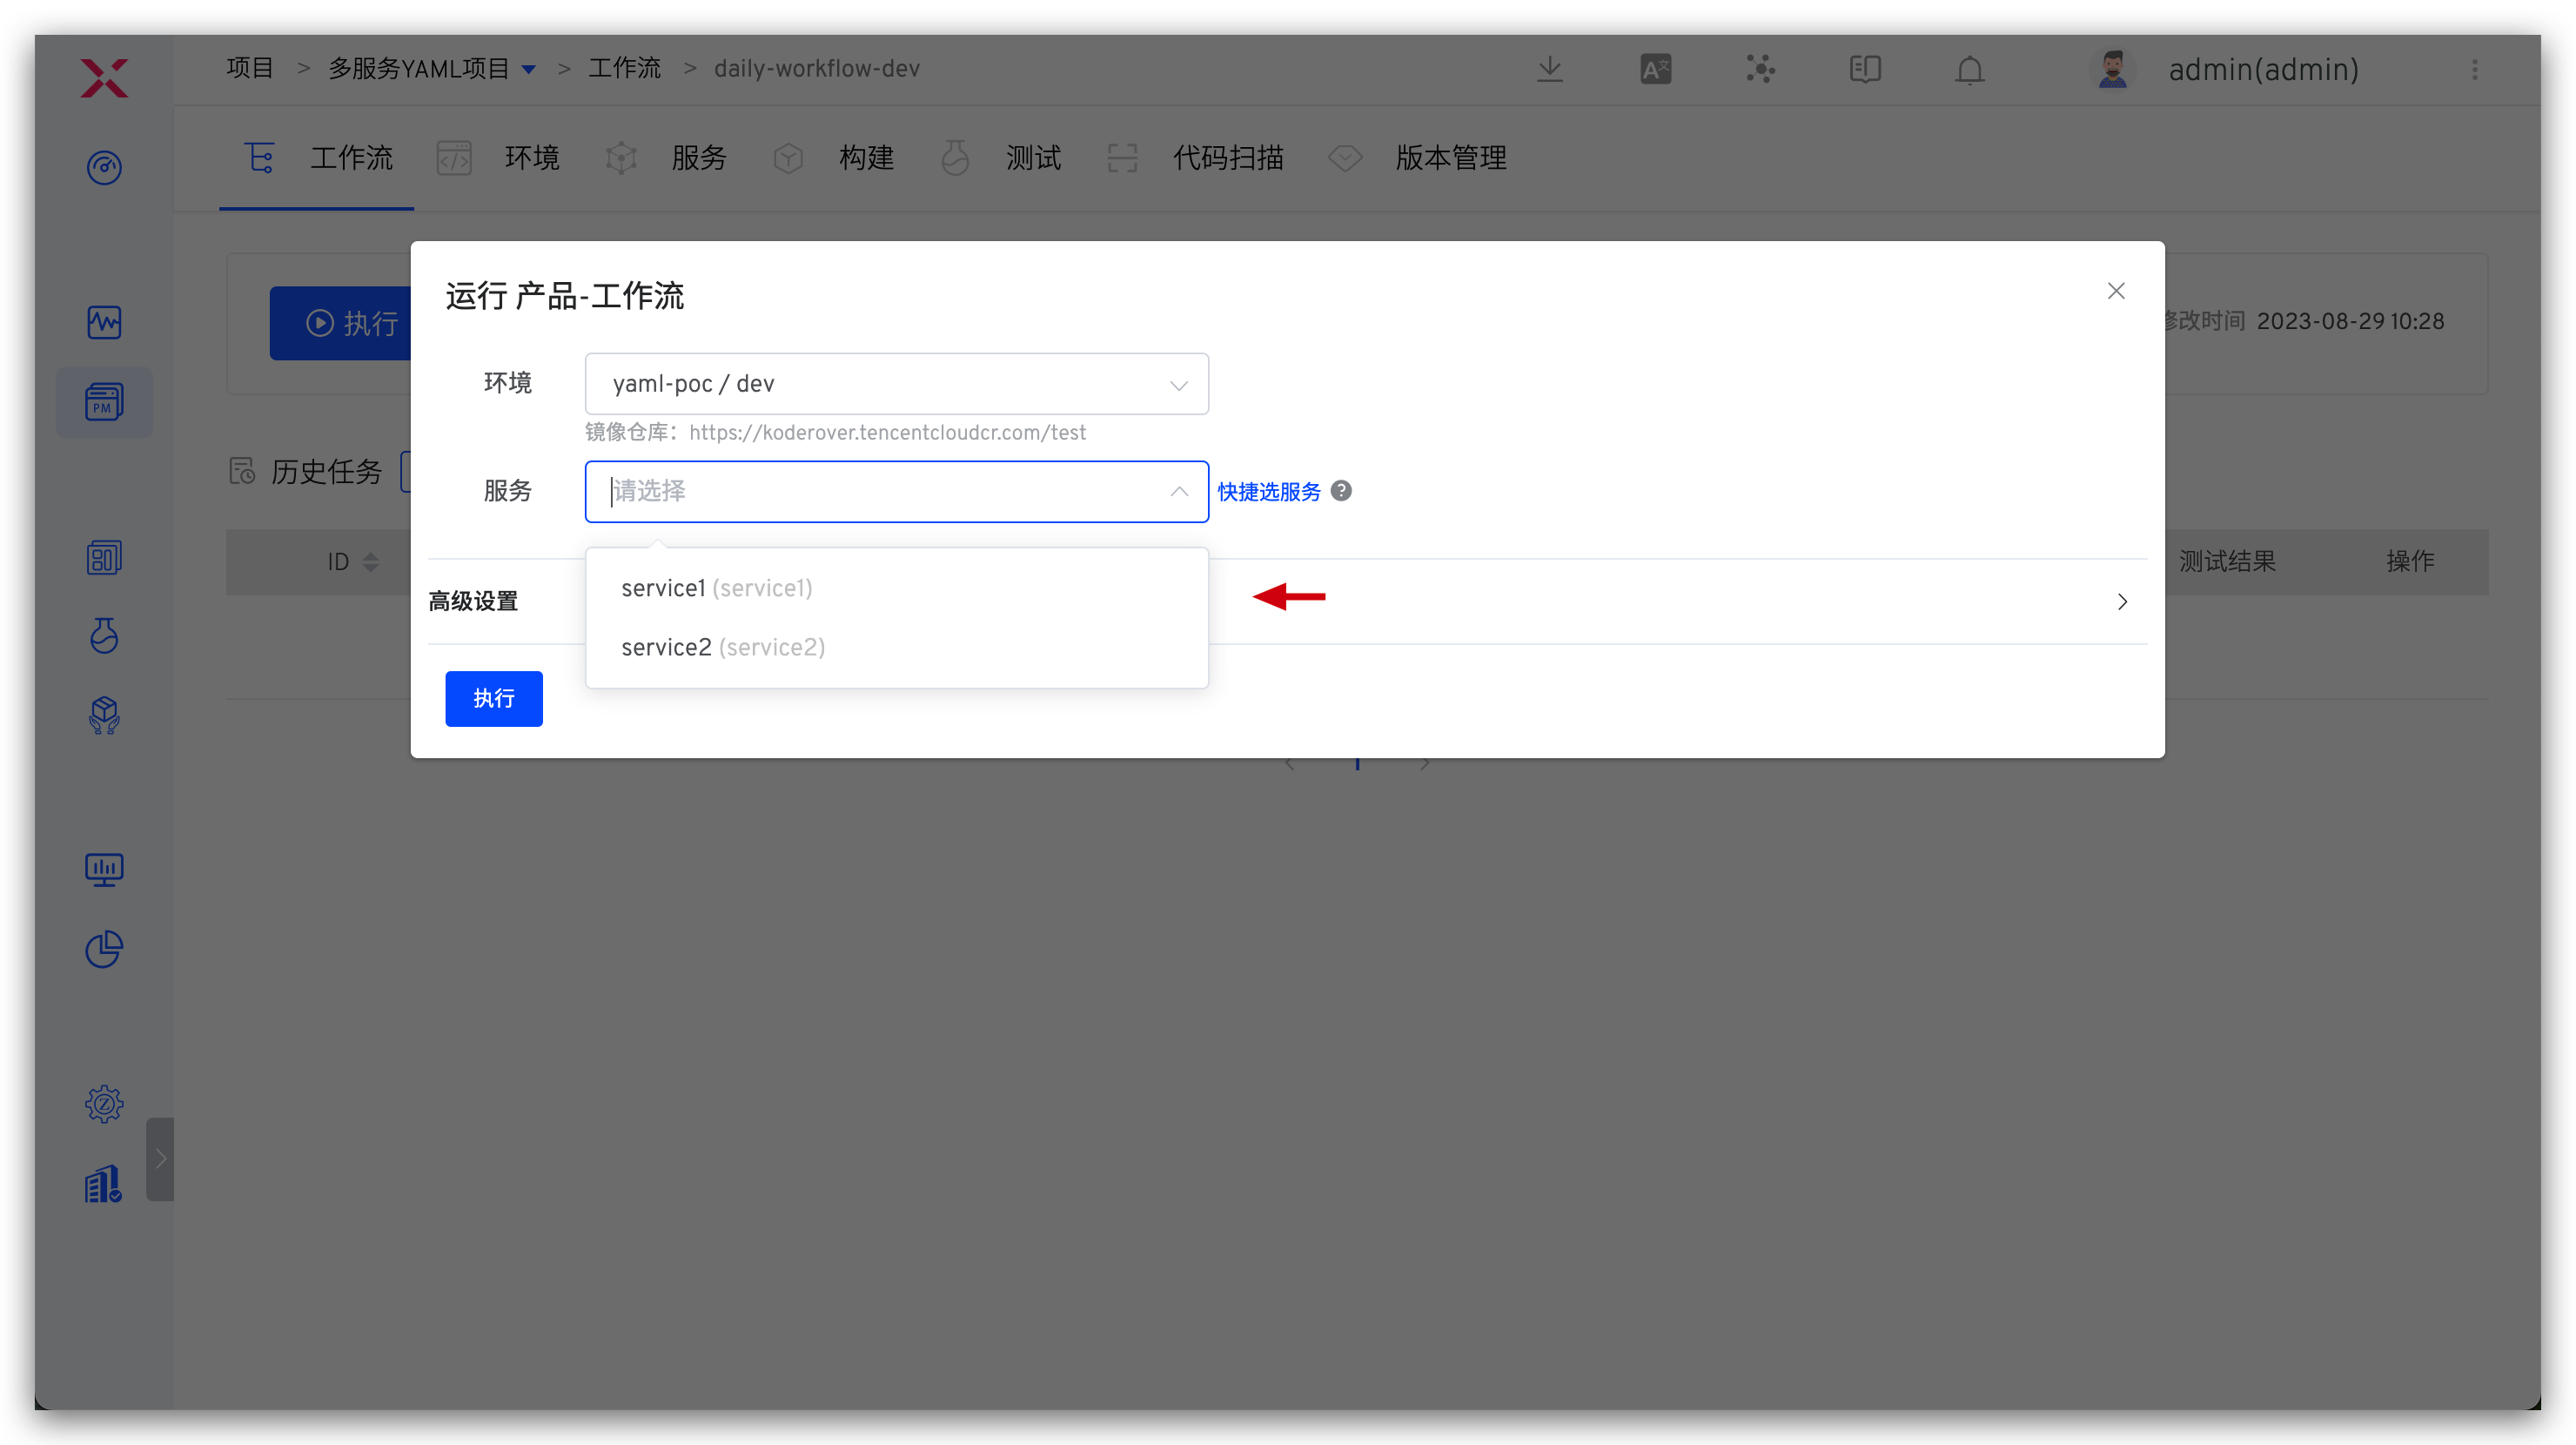 项目 > 多服务YAML项目 > 工作流 > daily-workflow-dev
admin(admin)
工作流 环境 服务 构建 测试 代码扫描 版本管理
运行 产品-工作流
执行
修改时间 2023-08-29 10:28
环境 yaml-poc / dev
PM
镜像仓库：https://koderover.tencentcloudcr.com/test
历史任务
服务 请选择 快捷选服务
ID
测试结果 操作
service1 (service1)
高级设置
service2 (service2)
执行
1